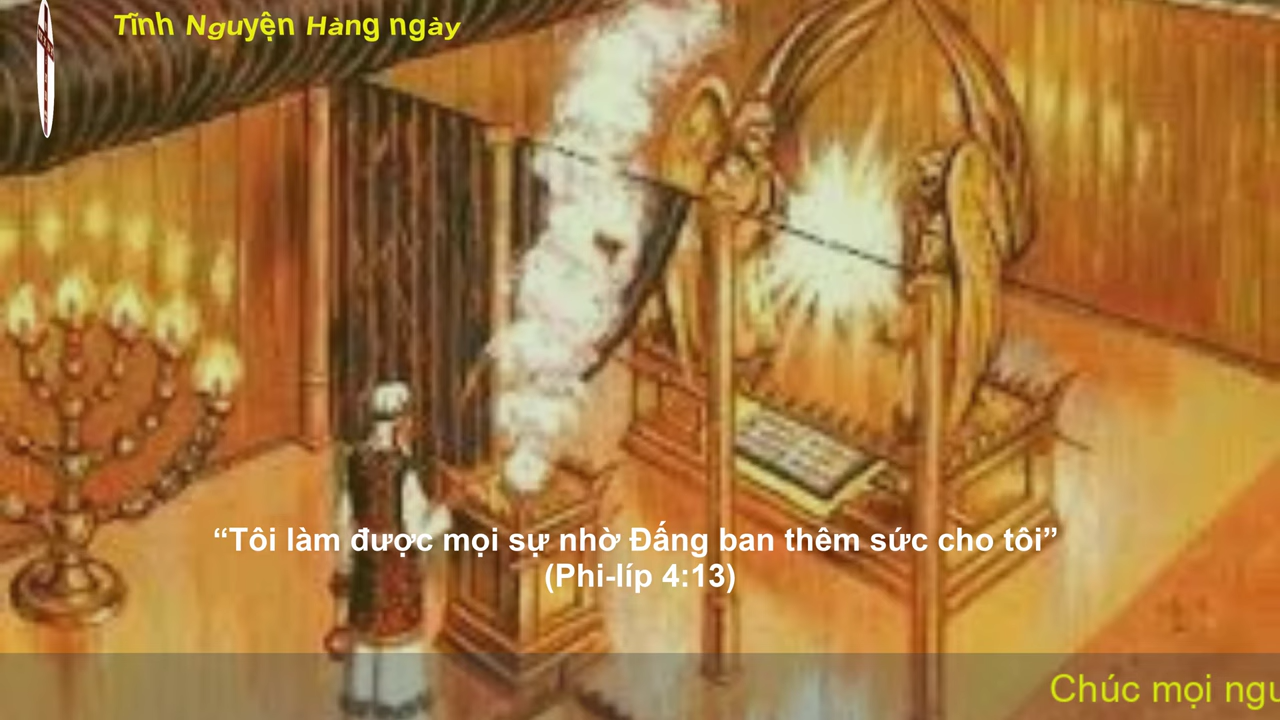 Tĩnh Nguyện Hàng ngày
“Tôi làm được mọi sự nhờ Đấng ban thêm sức cho tôi”
(Phi-líp 4:13)
Chúc mọi